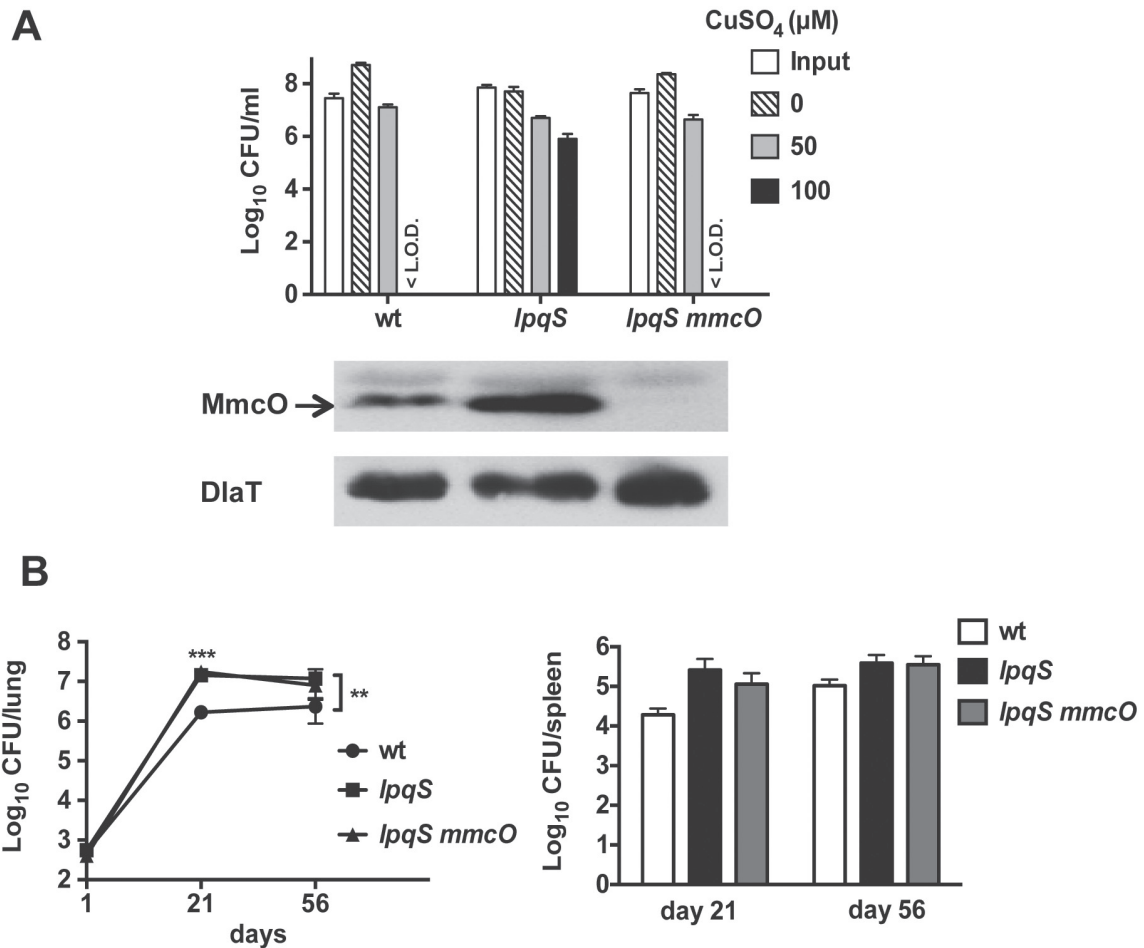 A
CuSO₄ (µM)
Input
0
50
100
Log₁₀ CFU/ml
8
6
4
2
0
< L.O.D.
< L.O.D.
wt
lpqS
lpqS mmcO
MmcO
DlaT
B
Log₁₀ CFU/lung
8
7
6
5
4
3
2
***
**
wt
lpqS
lpqS mmcO
1
21
56
days
Log₁₀ CFU/spleen
6
5
4
3
2
1
0
day 21
day 56
wt
lpqS
lpqS mmcO